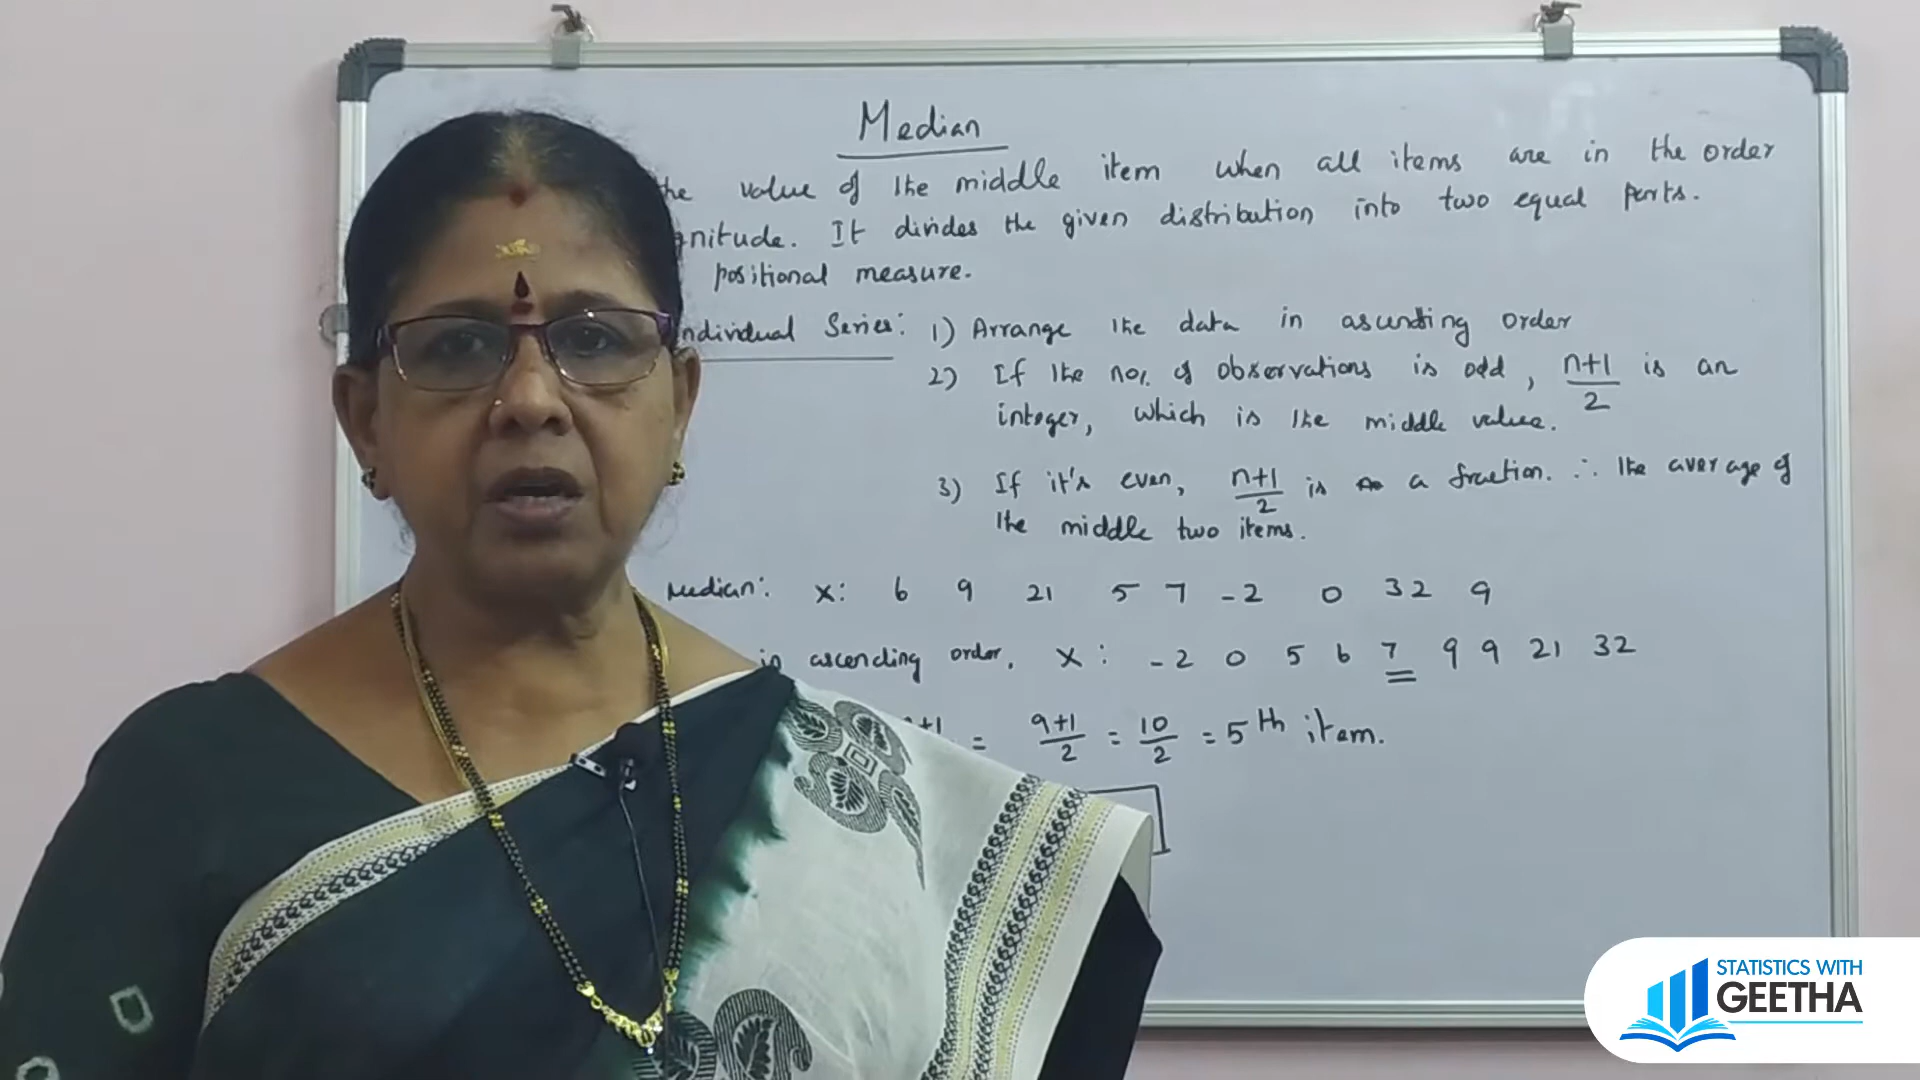 Median
the value of the middle item when all items are in the order
nitude. It divides the given distribution into two equal parts.
positional measure.
ndividual Series: 1) Arrange the data in ascending order
2) If the no. of observations is odd, n+1/2 is an
integer, which is the middle value.
3) If it's even, n+1/2 is a fraction. ∴ the average of
the middle two items.
Median: X: 6 9 21 5 7 -2 0 32 9
in ascending order. X: -2 0 5 6 7 9 9 21 32
= 9+1/2 = 10/2 = 5th item.
STATISTICS WITH
GEETHA